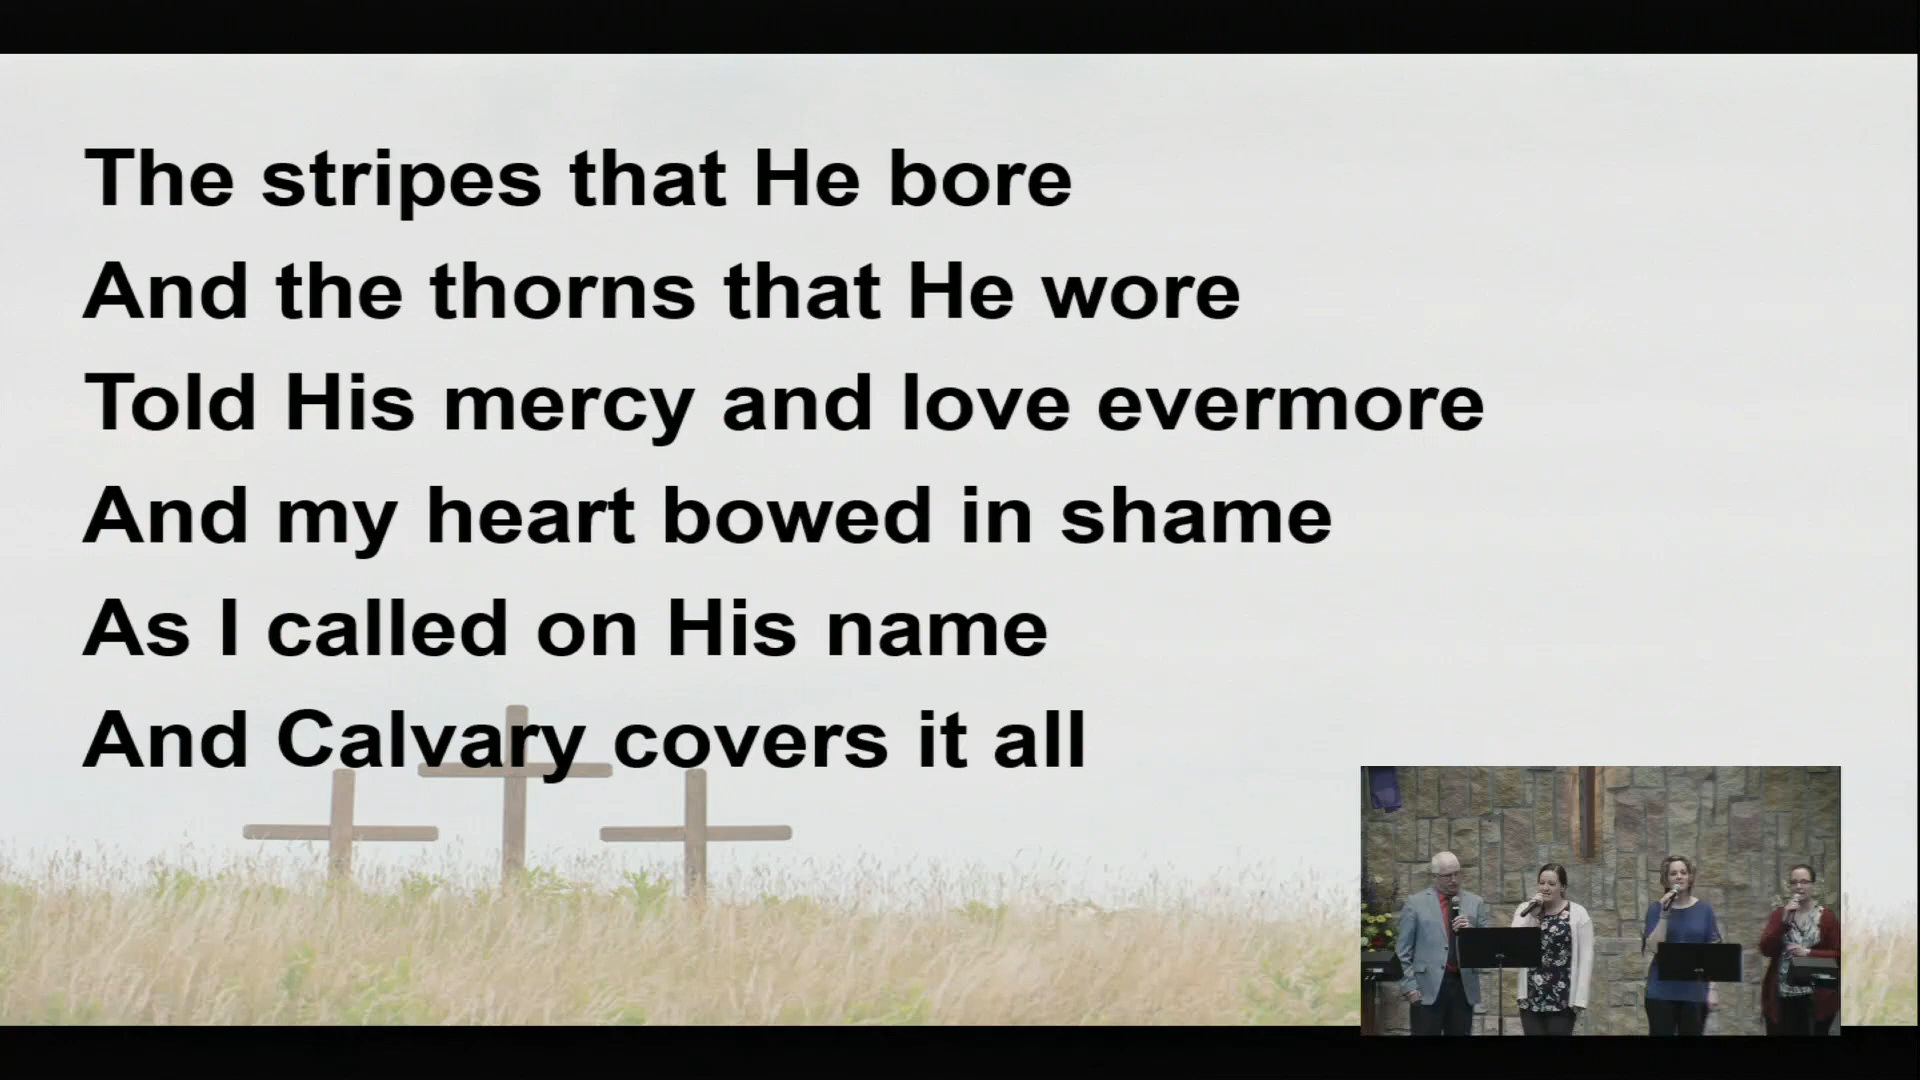 The stripes that He bore
And the thorns that He wore
Told His mercy and love evermore
And my heart bowed in shame
As I called on His name
And Calvary covers it all